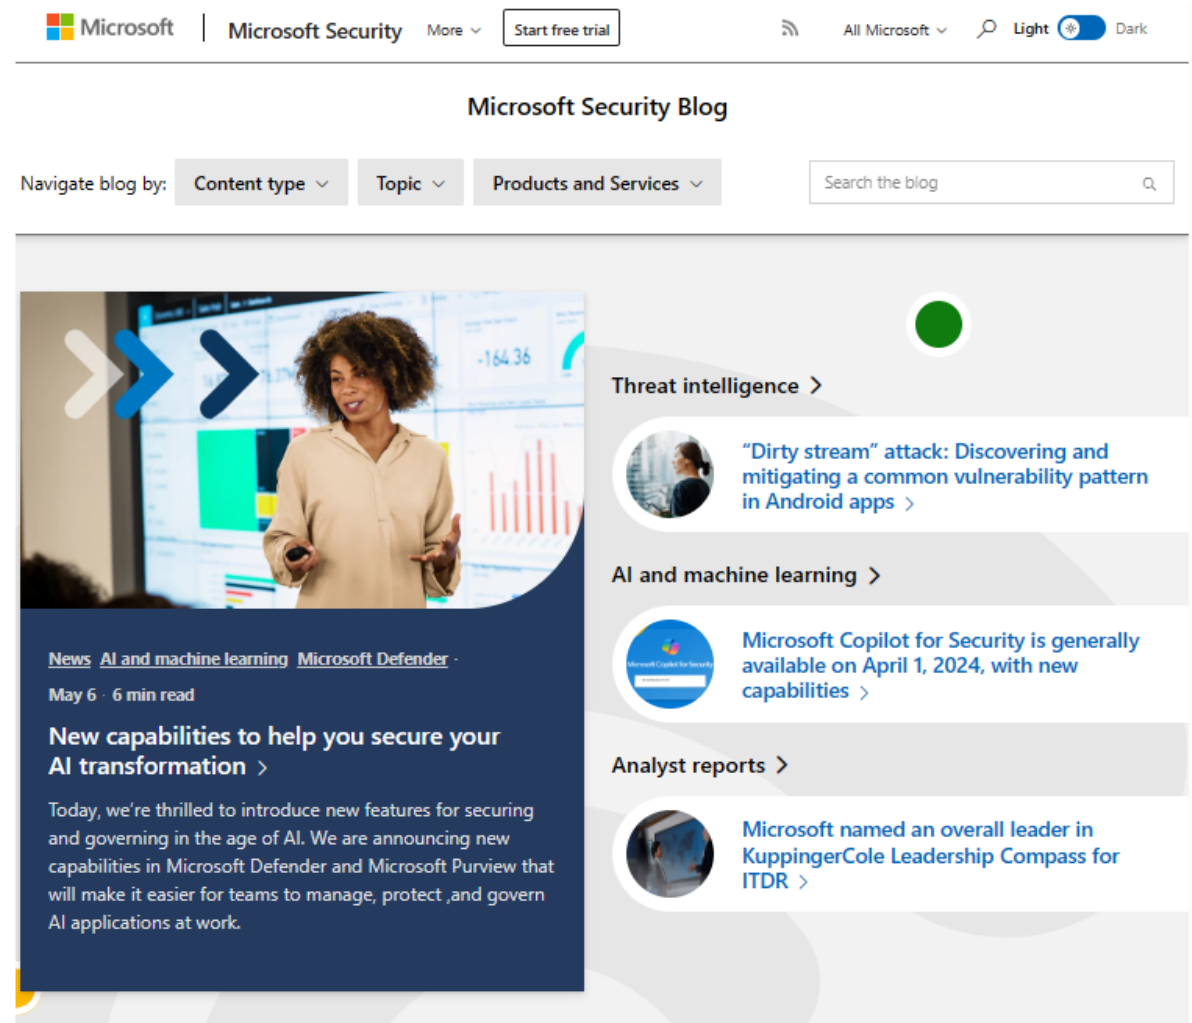 Microsoft
Microsoft Security
More
Start free trial
All Microsoft
Light
Dark
Microsoft Security Blog
Navigate blog by:
Content type
Topic
Products and Services
Search the blog
-164.36
News AI and machine learning Microsoft Defender ·
May 6 · 6 min read
New capabilities to help you secure your
AI transformation
Today, we're thrilled to introduce new features for securing
and governing in the age of AI. We are announcing new
capabilities in Microsoft Defender and Microsoft Purview that
will make it easier for teams to manage, protect ,and govern
AI applications at work.
Threat intelligence
“Dirty stream” attack: Discovering and
mitigating a common vulnerability pattern
in Android apps
AI and machine learning
Microsoft Copilot for Security
Microsoft Copilot for Security is generally
available on April 1, 2024, with new
capabilities
Analyst reports
Microsoft named an overall leader in
KuppingerCole Leadership Compass for
ITDR